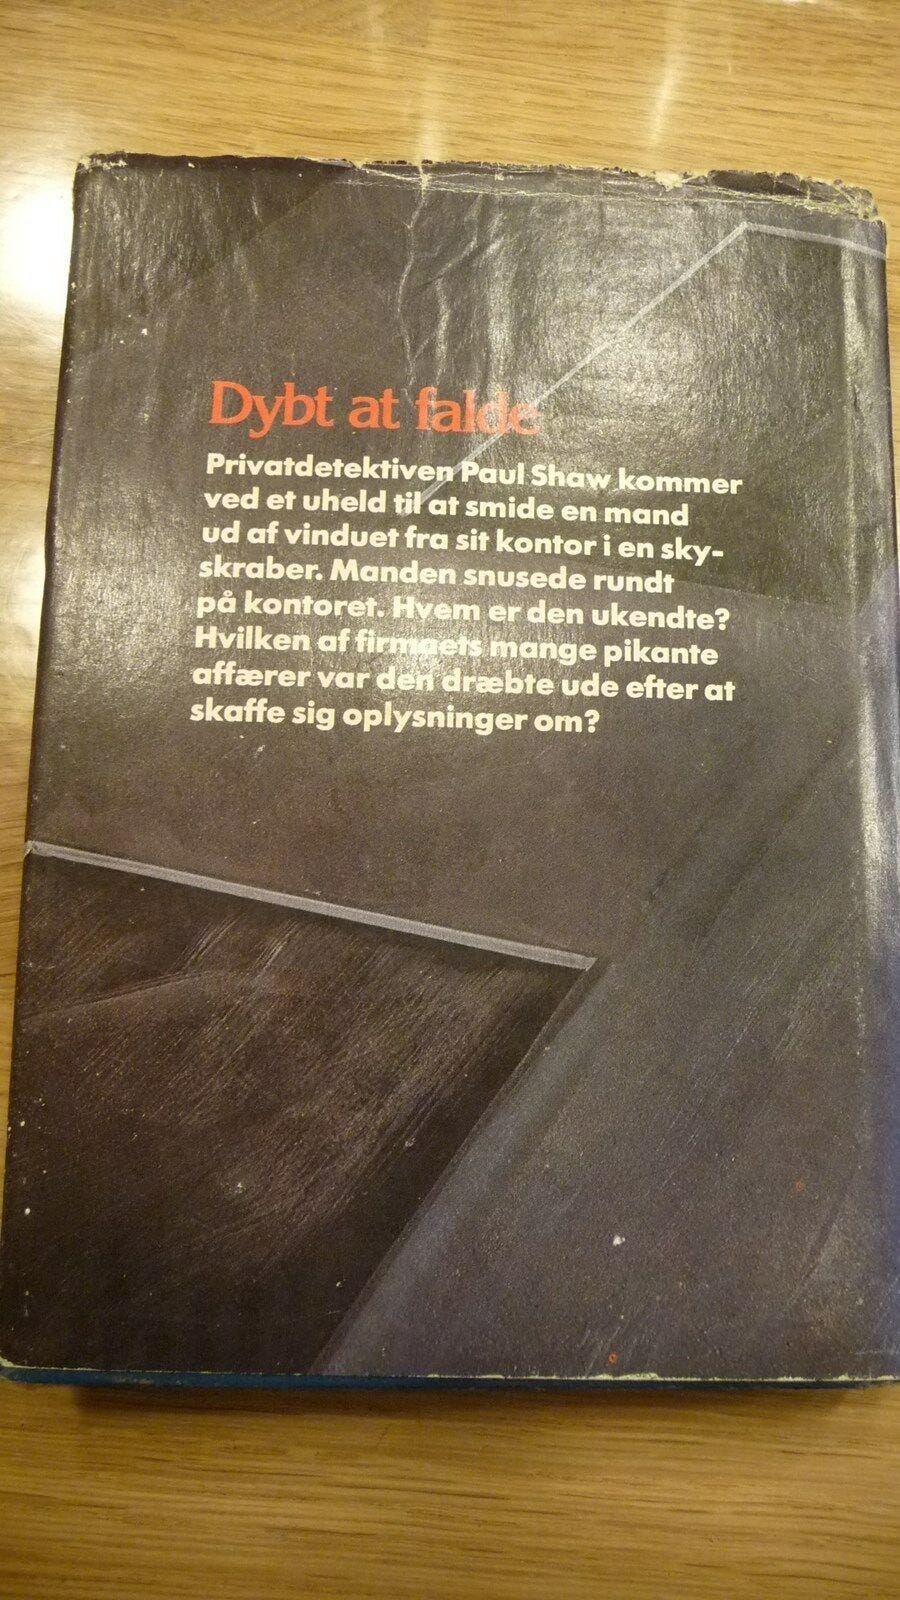 Dybt at falde
Privatdetektiven Paul Shaw kommer
ved et uheld til at smide en mand
ud af vinduet fra sit kontor i en sky-
skraber. Manden snusede rundt
på kontoret. Hvem er den ukendte?
Hvilken af firmaets mange pikante
affærer var den dræbte ude efter at
skaffe sig oplysninger om?